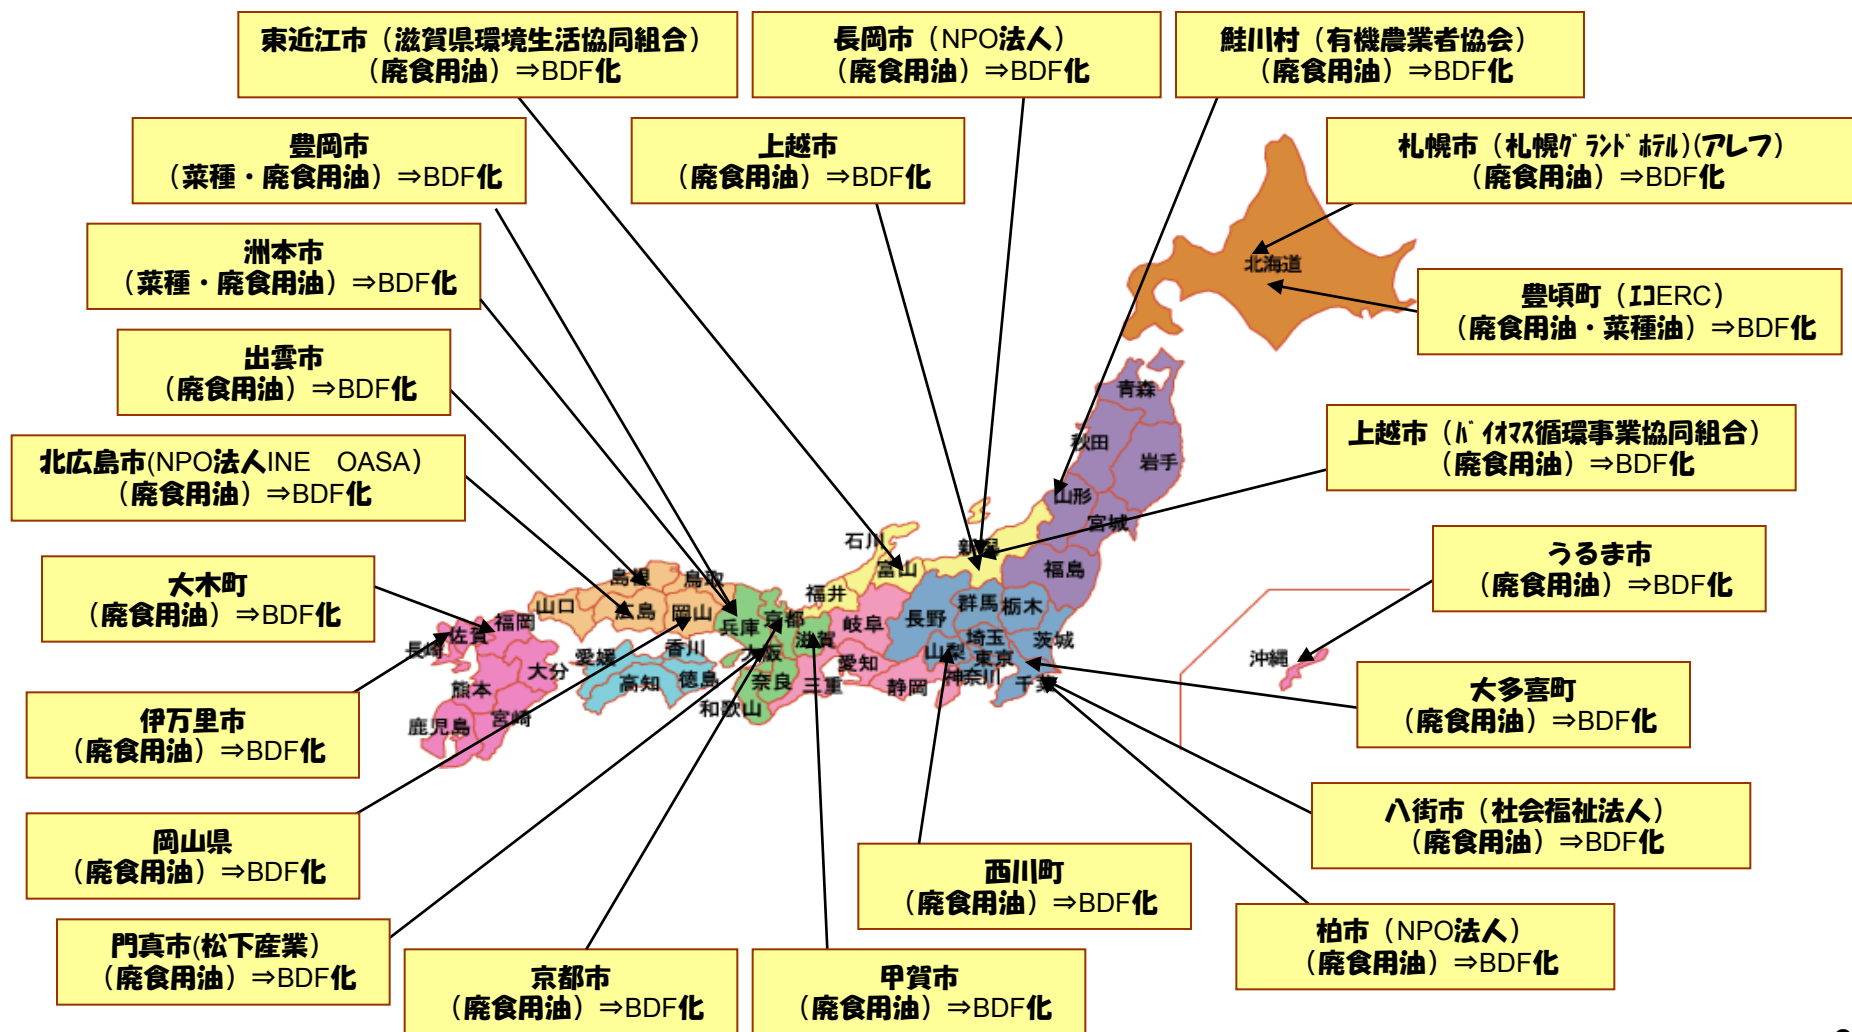 東近江市（滋賀県環境生活協同組合）
（廃食用油）⇒BDF化
長岡市（NPO法人）
（廃食用油）⇒BDF化
鮭川村（有機農業者協会）
（廃食用油）⇒BDF化
豊岡市
（菜種・廃食用油）⇒BDF化
上越市
（廃食用油）⇒BDF化
札幌市（札幌ｸﾞﾗﾝﾄﾞﾎﾃﾙ)(アレフ）
（廃食用油）⇒BDF化
洲本市
（菜種・廃食用油）⇒BDF化
豊頃町（ｴｺERC）
（廃食用油・菜種油）⇒BDF化
出雲市
（廃食用油）⇒BDF化
北広島市(NPO法人INE　OASA）
（廃食用油）⇒BDF化
上越市（ﾊﾞｲｵﾏｽ循環事業協同組合）
（廃食用油）⇒BDF化
大木町
（廃食用油）⇒BDF化
うるま市
（廃食用油）⇒BDF化
伊万里市
（廃食用油）⇒BDF化
大多喜町
（廃食用油）⇒BDF化
岡山県
（廃食用油）⇒BDF化
八街市（社会福祉法人）
（廃食用油）⇒BDF化
西川町
（廃食用油）⇒BDF化
門真市(松下産業）
（廃食用油）⇒BDF化
京都市
（廃食用油）⇒BDF化
甲賀市
（廃食用油）⇒BDF化
柏市（NPO法人）
（廃食用油）⇒BDF化
北海道
青森
秋田
岩手
山形
宮城
福島
新潟
石川
富山
福井
長野
群馬
栃木
茨城
埼玉
東京
千葉
神奈川
山梨
静岡
岐阜
愛知
三重
滋賀
京都
兵庫
大阪
奈良
和歌山
鳥取
島根
岡山
広島
山口
香川
愛媛
徳島
高知
福岡
佐賀
長崎
大分
熊本
宮崎
鹿児島
沖縄